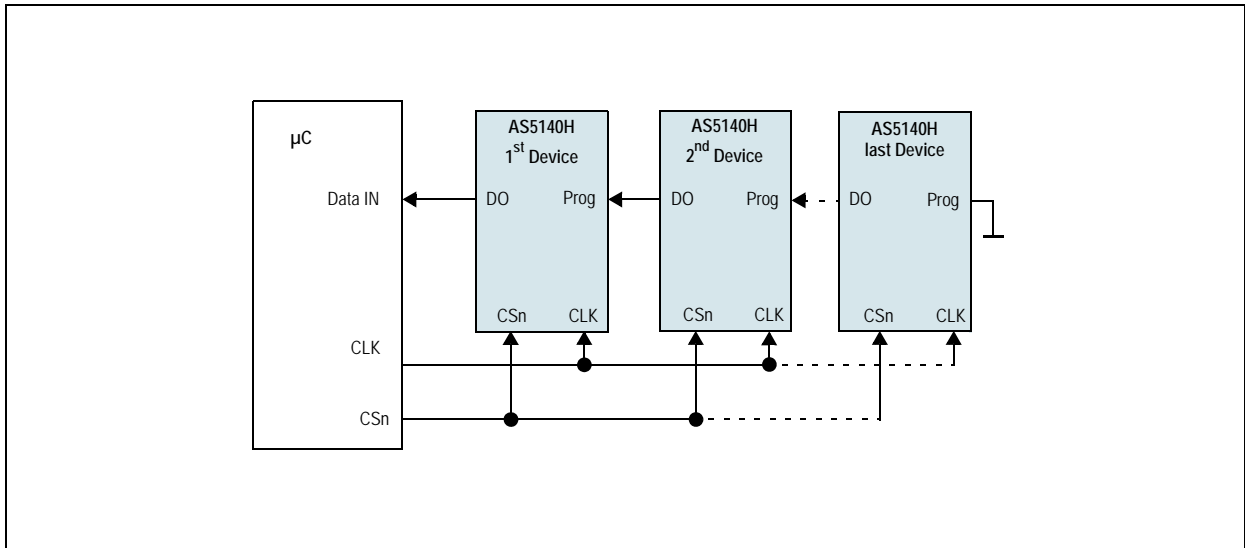 µC
Data IN
CLK
CSn
AS5140H
1st Device
DO Prog
CSn CLK
AS5140H
2nd Device
DO Prog
CSn CLK
AS5140H
last Device
DO Prog
CSn CLK